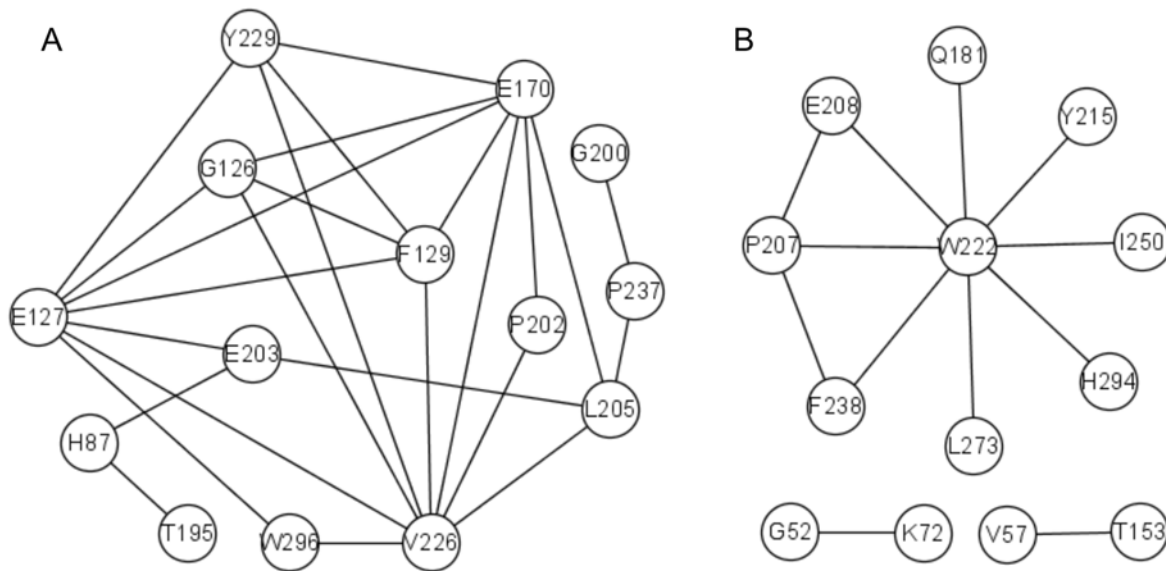 A
Y229
E170
G126
G200
F129
P237
E127
P202
E203
L205
H87
T195
W296
V226
B
Q181
E208
Y215
P207
W222
I250
F238
H294
L273
G52
K72
V57
T153